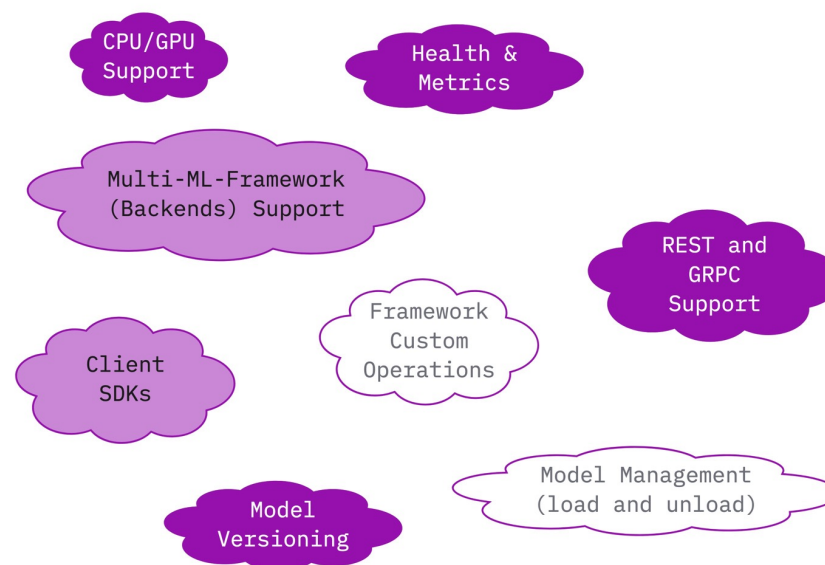 CPU/GPU
Support
Health &
Metrics
Multi-ML-Framework
(Backends) Support
REST and
GRPC
Support
Framework
Custom
Operations
Client
SDKs
Model Management
(load and unload)
Model
Versioning